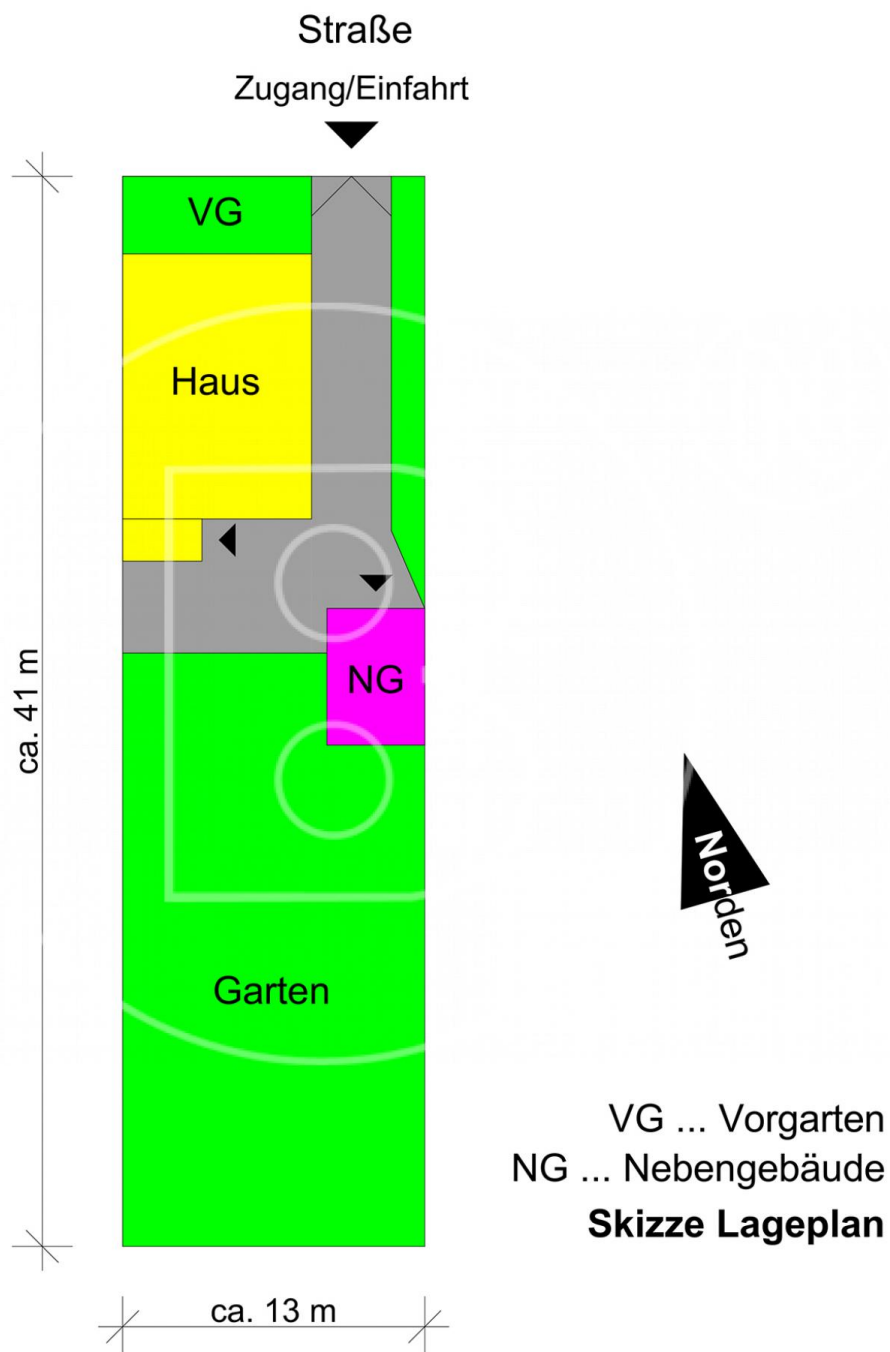 Straße
Zugang/Einfahrt
VG
Haus
NG
ca. 41 m
Norden
Garten
VG ... Vorgarten
NG ... Nebengebäude
Skizze Lageplan
ca. 13 m